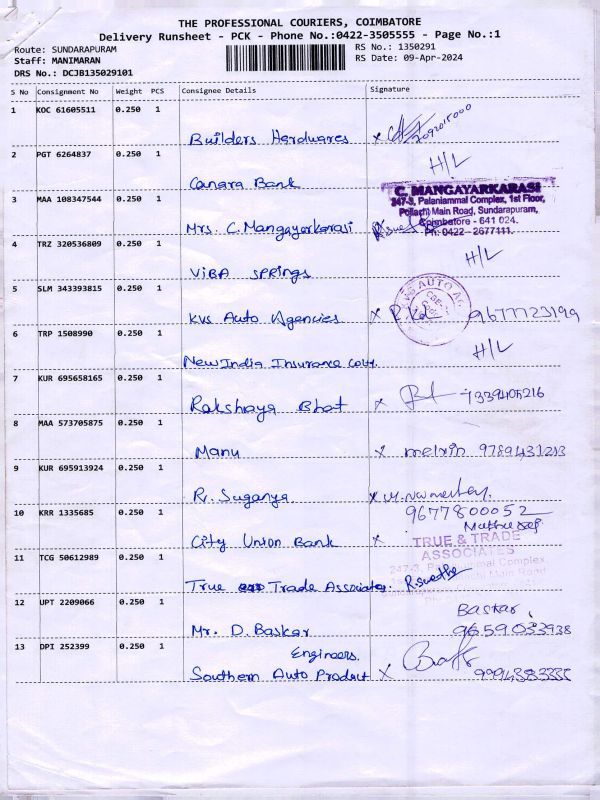 THE PROFESSIONAL COURIERS, COIMBATORE
Delivery Runsheet - PCK - Phone No.:0422-3505555 - Page No.:1
Route: SUNDARAPURAM RS No.: 1350291
Staff: MANIMARAN RS Date: 09-Apr-2024
DRS No.: DCJB135029101
S No Consignment No Weight PCS Consignee Details Signature
1 KOC 61605511 0.250 1
Builders Hardwares x
2 PGT 6264837 0.250 1 H/L
Canara Bank
C. MANGAYARKARASI
247-3, Palaniammal Complex, 1st Floor,
3 MAA 108347544 0.250 1 Pollachi Main Road, Sundarapuram,
Coimbatore - 641 024.
Mrs. C. Mangayarkarasi Ph: 0422-2677111.
4 TRZ 320536809 0.250 1 H/L
ViBA SPRings
5 SLM 343393815 0.250 1
KVS Auto Agencies x 9677723199
6 TRP 1508990 0.250 1 H/L
New India Insurance
7 KUR 695658165 0.250 1
Rakshaya Bhat x 7339405216
8 MAA 573705875 0.250 1
Manu x melvin
9 KUR 695913924 0.250 1
R. Suganya x
10 KRR 1335685 0.250 1 9677800052
City Union Bank x
TRUE & TRADE
ASSOCIATES
11 TCG 50612989 0.250 1
True Trade Associates R. Swetha
12 UPT 2209066 0.250 1 Baskar
Mr. D. Baskar 9659033938
13 DPI 252399 0.250 1 Engineers.
Southern Auto Product x